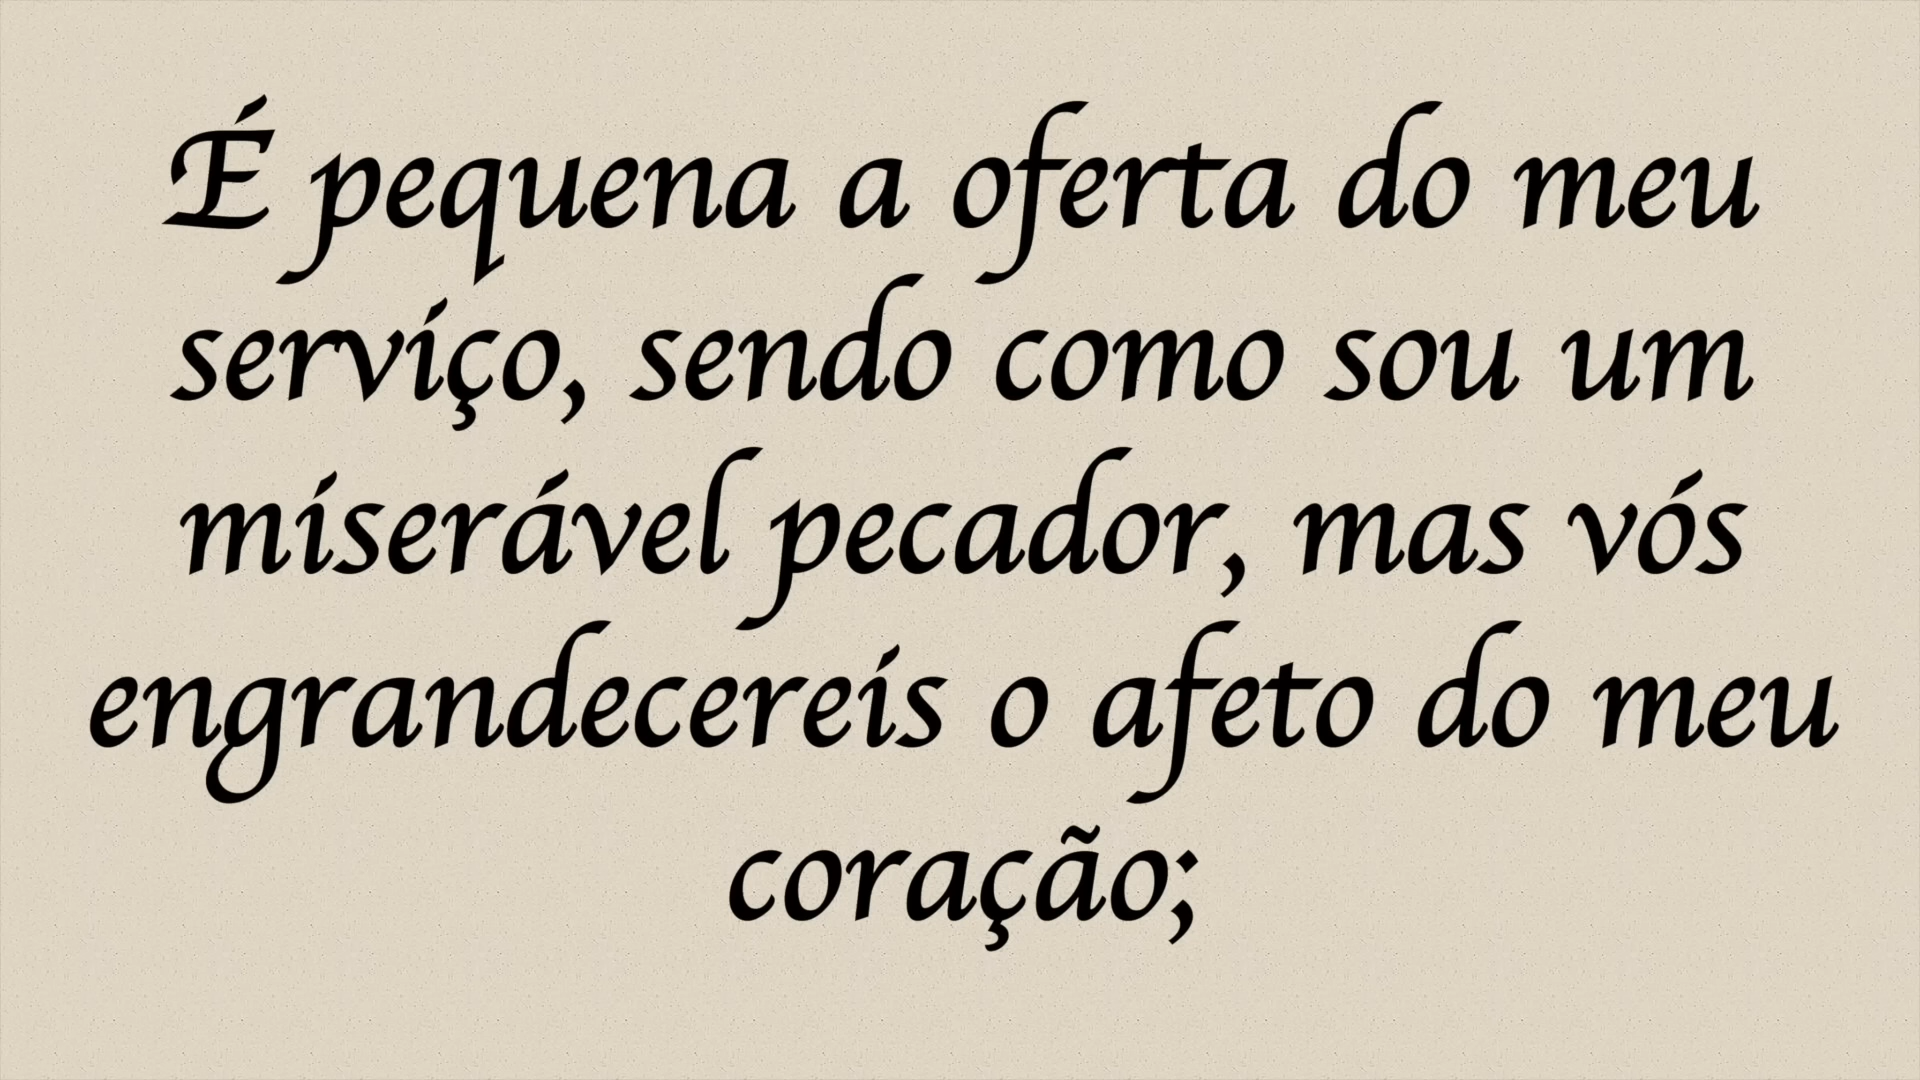 É pequena a oferta do meu
serviço, sendo como sou um
miserável pecador, mas vós
engrandecereis o afeto do meu
coração;